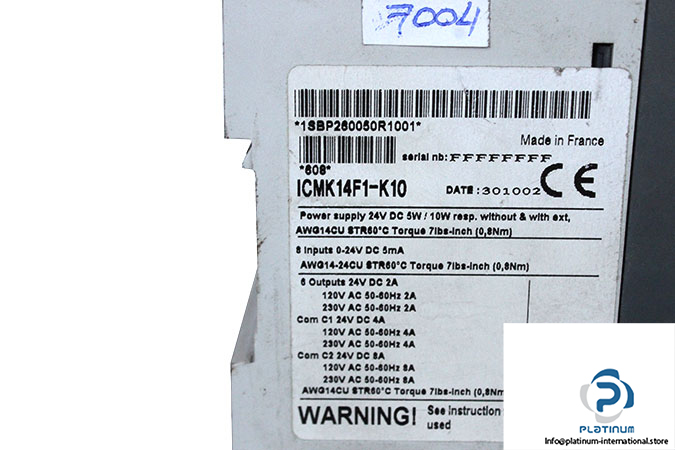 7004
*1SBP260050R1001*
Made in France
serial nb: FFFFFFFF
*608*
ICMK14F1-K10
DATE:301002 CE
Power supply 24V DC 5W / 10W resp. without & with ext,
AWG14CU STR60°C Torque 7lbs-inch (0,8Nm)
8 Inputs 0-24V DC 5mA
AWG14-24CU STR60°C Torque 7lbs-inch (0,8Nm)
6 Outputs 24V DC 2A
120V AC 50-60Hz 2A
230V AC 50-60Hz 2A
Com C1 24V DC 4A
120V AC 50-60Hz 4A
230V AC 50-60Hz 4A
Com C2 24V DC 8A
120V AC 50-60Hz 8A
230V AC 50-60Hz 8A
AWG14CU STR60°C Torque 7lbs-inch (0,8Nm
WARNING! See Instruction
used
PLATINUM
Info@platinum-international.store